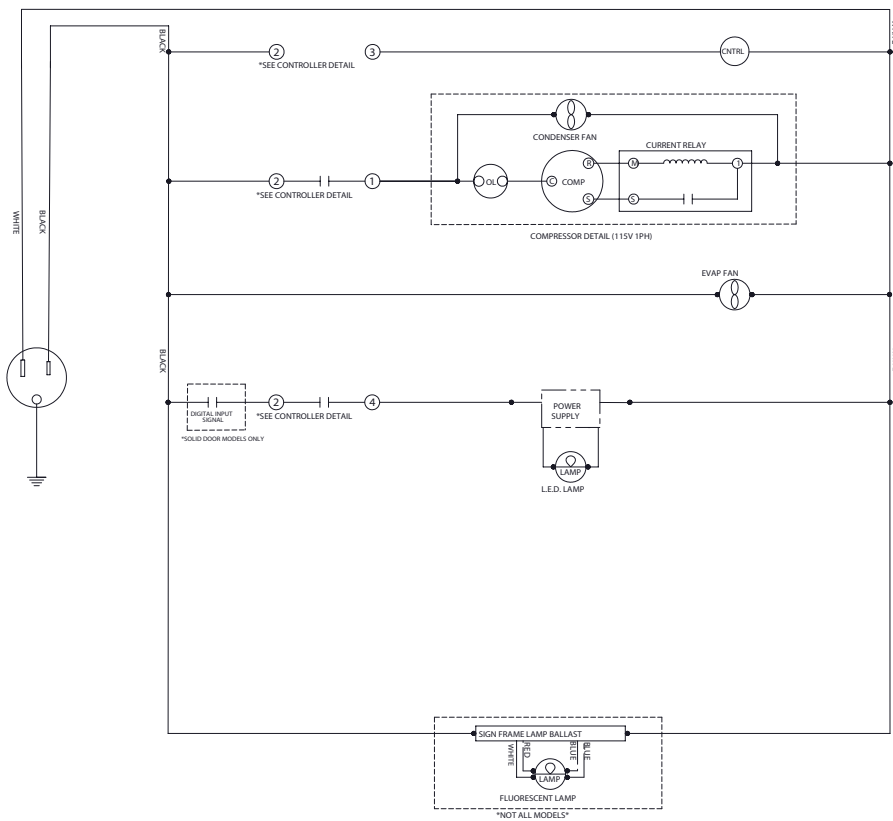 BLACK
2
3
*SEE CONTROLLER DETAIL
CNTRL
CONDENSER FAN
CURRENT RELAY
2
1
*SEE CONTROLLER DETAIL
OL
C
COMP
R
S
M
S
1
COMPRESSOR DETAIL (115V 1PH)
WHITE
BLACK
EVAP FAN
BLACK
DIGITAL INPUT
SIGNAL
*SOLID DOOR MODELS ONLY
2
4
*SEE CONTROLLER DETAIL
POWER
SUPPLY
LAMP
L.E.D. LAMP
SIGN FRAME LAMP BALLAST
WHITE
RED
BLUE
BLUE
LAMP
FLUORESCENT LAMP
*NOT ALL MODELS*